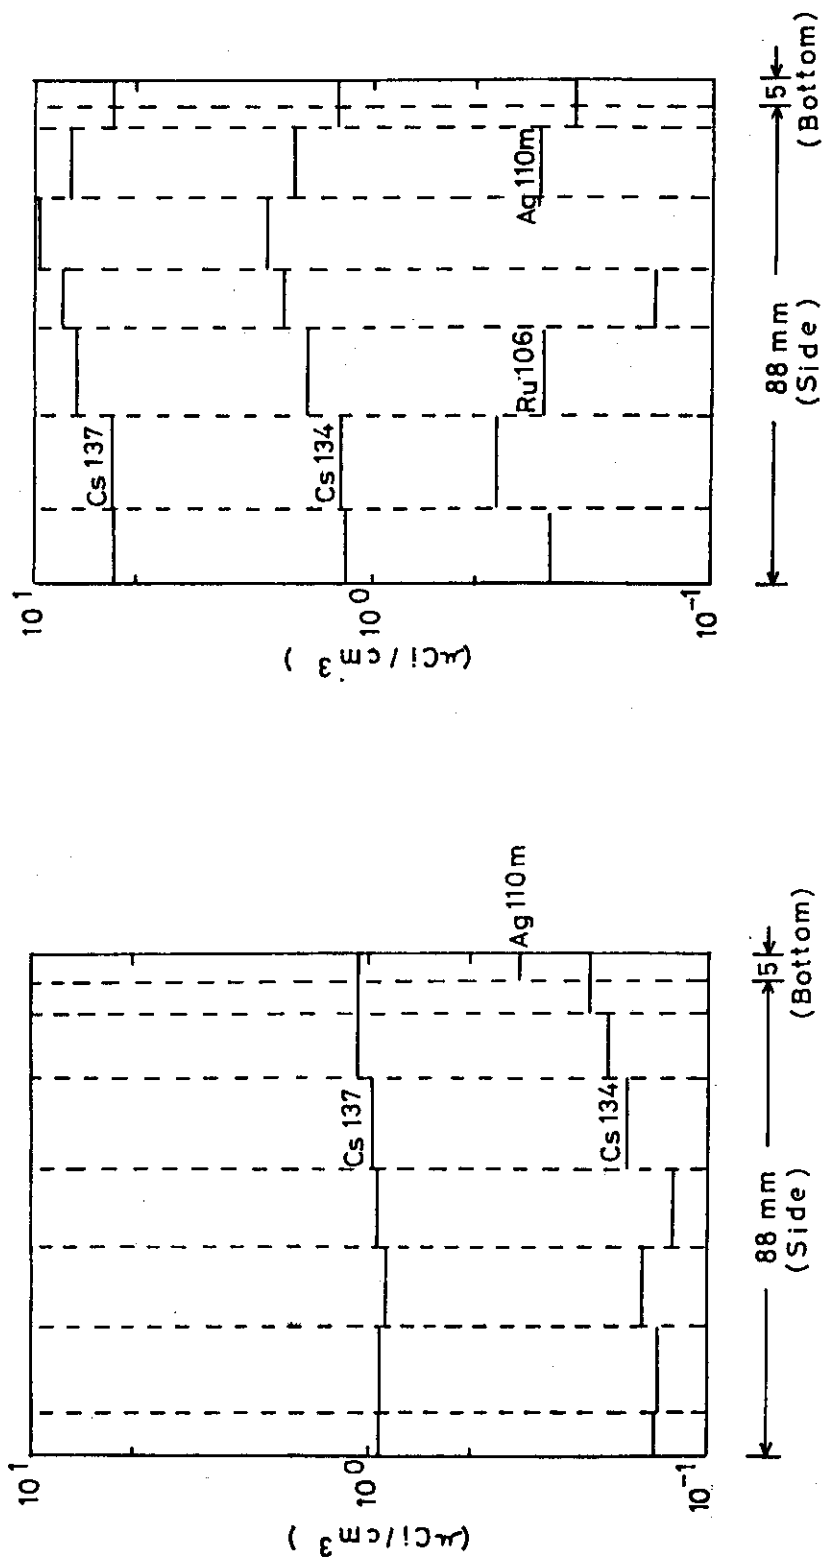 10¹
10⁰
10⁻¹
(μCi/cm³)
Cs 137
Cs 134
Ag 110m
88 mm
5
(Side)
(Bottom)
10¹
10⁰
10⁻¹
(μCi/cm³)
Cs 137
Cs 134
Ru 106
Ag 110m
88 mm
5
(Side)
(Bottom)